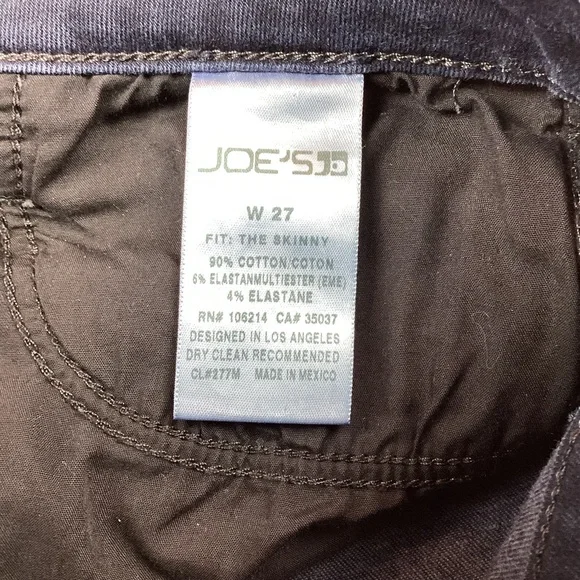 JOE'S
W 27
FIT: THE SKINNY
90% COTTON/COTON
6% ELASTANMULTIESTER (EME)
4% ELASTANE
RN# 106214 CA# 35037
DESIGNED IN LOS ANGELES
DRY CLEAN RECOMMENDED
CL#277M MADE IN MEXICO